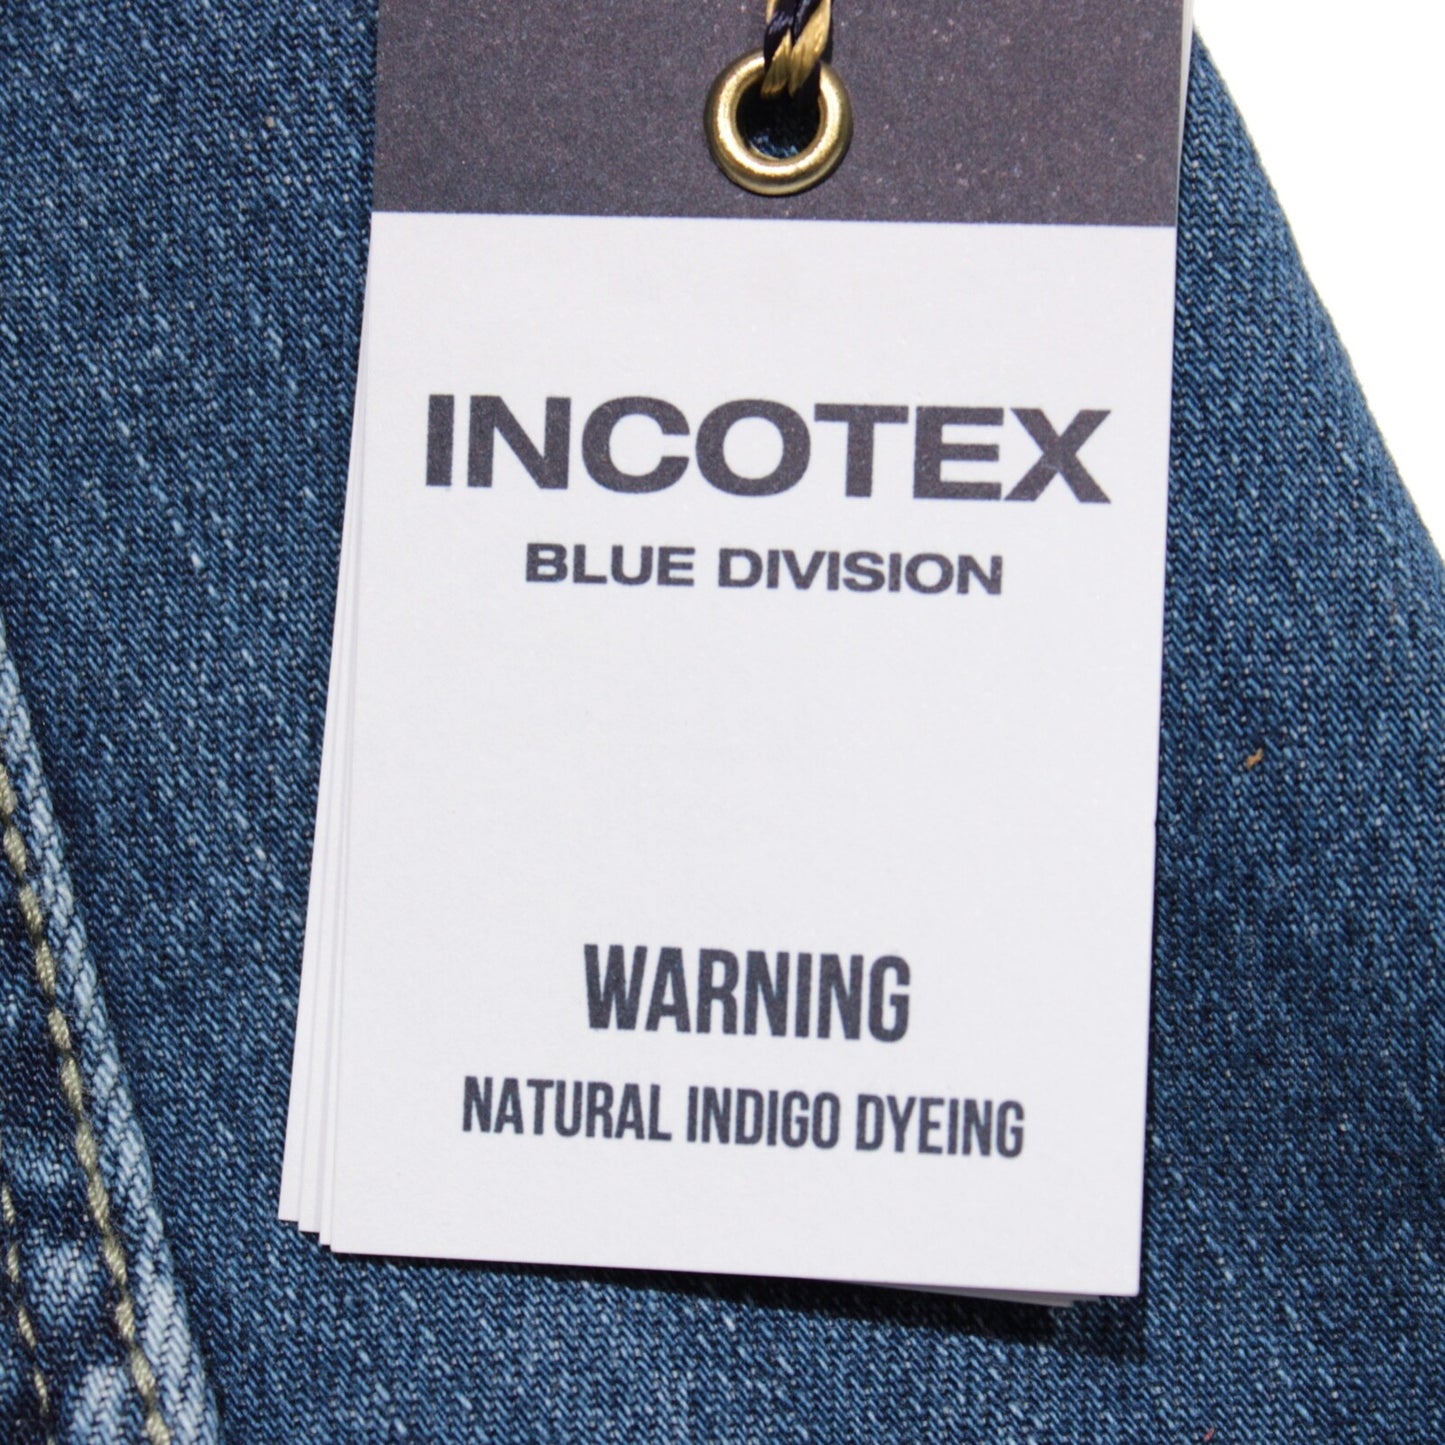 INCOTEX
BLUE DIVISION
WARNING
NATURAL INDIGO DYEING